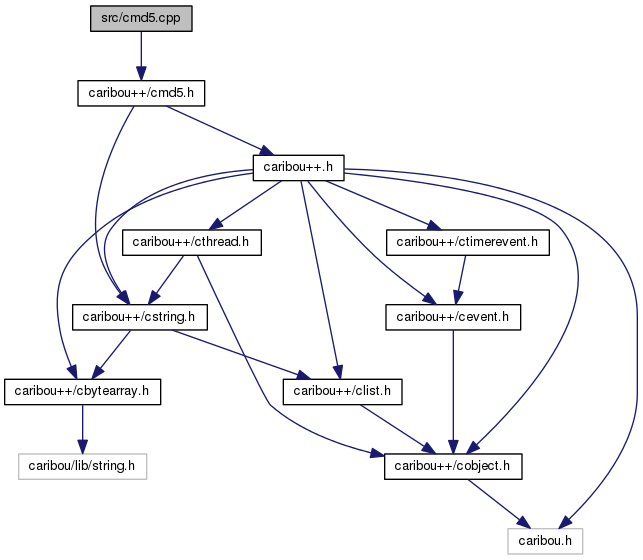 src/cmd5.cpp
caribou++/cmd5.h
caribou++.h
caribou++/cthread.h
caribou++/ctimerevent.h
caribou++/cstring.h
caribou++/cevent.h
caribou++/cbytearray.h
caribou++/clist.h
caribou/lib/string.h
caribou++/cobject.h
caribou.h